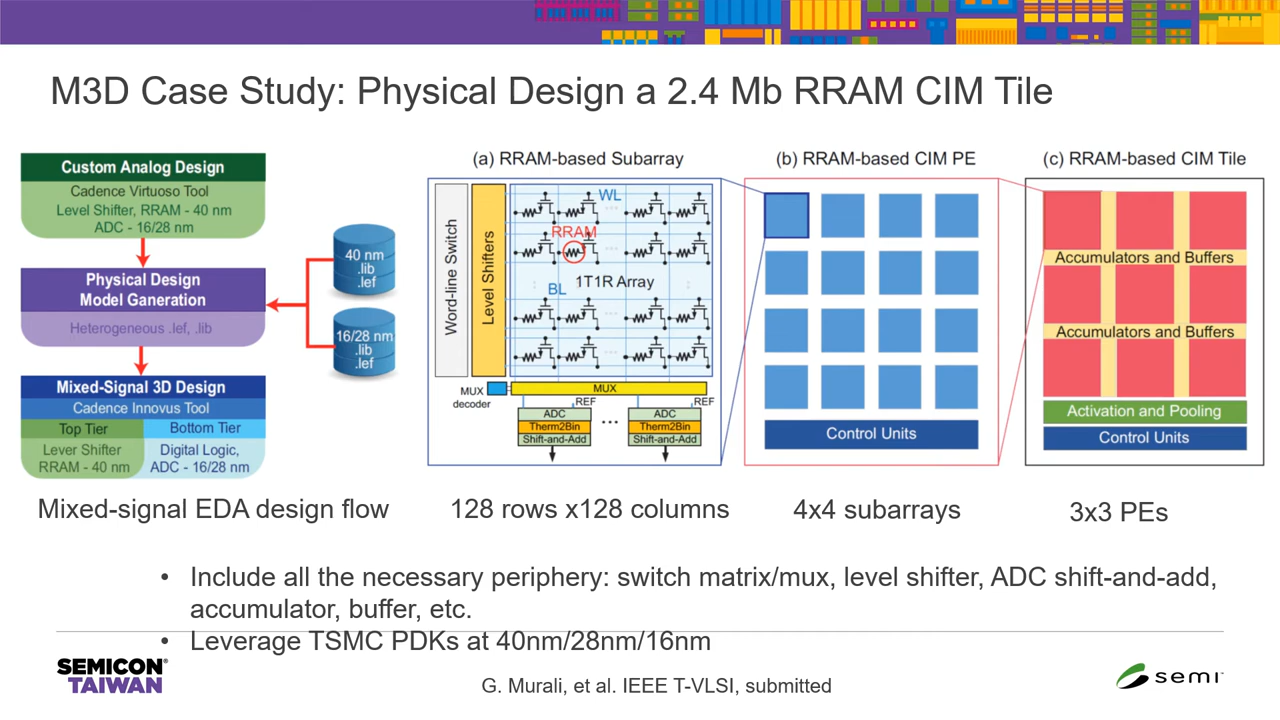 M3D Case Study: Physical Design a 2.4 Mb RRAM CIM Tile
Custom Analog Design
Cadence Virtuoso Tool
Level Shifter, RRAM - 40 nm
ADC - 16/28 nm
Physical Design
Model Ganeration
Heterogeneous .lef, .lib
Mixed-Signal 3D Design
Cadence Innovus Tool
Top Tier
Bottom Tier
Lever Shifter
RRAM - 40 nm
Digital Logic,
ADC - 16/28 nm
40 nm
.lib
.lef
16/28 nm
.lib
.lef
Mixed-signal EDA design flow
(a) RRAM-based Subarray
Word-line Switch
Level Shifters
WL
RRAM
1T1R Array
BL
MUX
decoder
MUX
REF
REF
ADC
Therm2Bin
Shift-and-Add
ADC
Therm2Bin
Shift-and-Add
128 rows x128 columns
(b) RRAM-based CIM PE
Control Units
4x4 subarrays
(c) RRAM-based CIM Tile
Accumulators and Buffers
Accumulators and Buffers
Activation and Pooling
Control Units
3x3 PEs
• Include all the necessary periphery: switch matrix/mux, level shifter, ADC shift-and-add,
accumulator, buffer, etc.
• Leverage TSMC PDKs at 40nm/28nm/16nm
SEMICON®
TAIWAN
G. Murali, et al. IEEE T-VLSI, submitted
semi